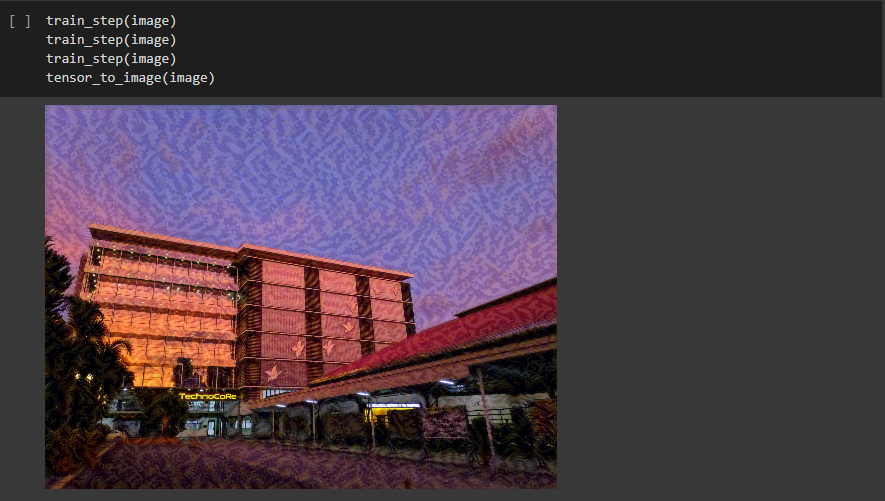 [ ] train_step(image)
train_step(image)
train_step(image)
tensor_to_image(image)
TechnoCoRe